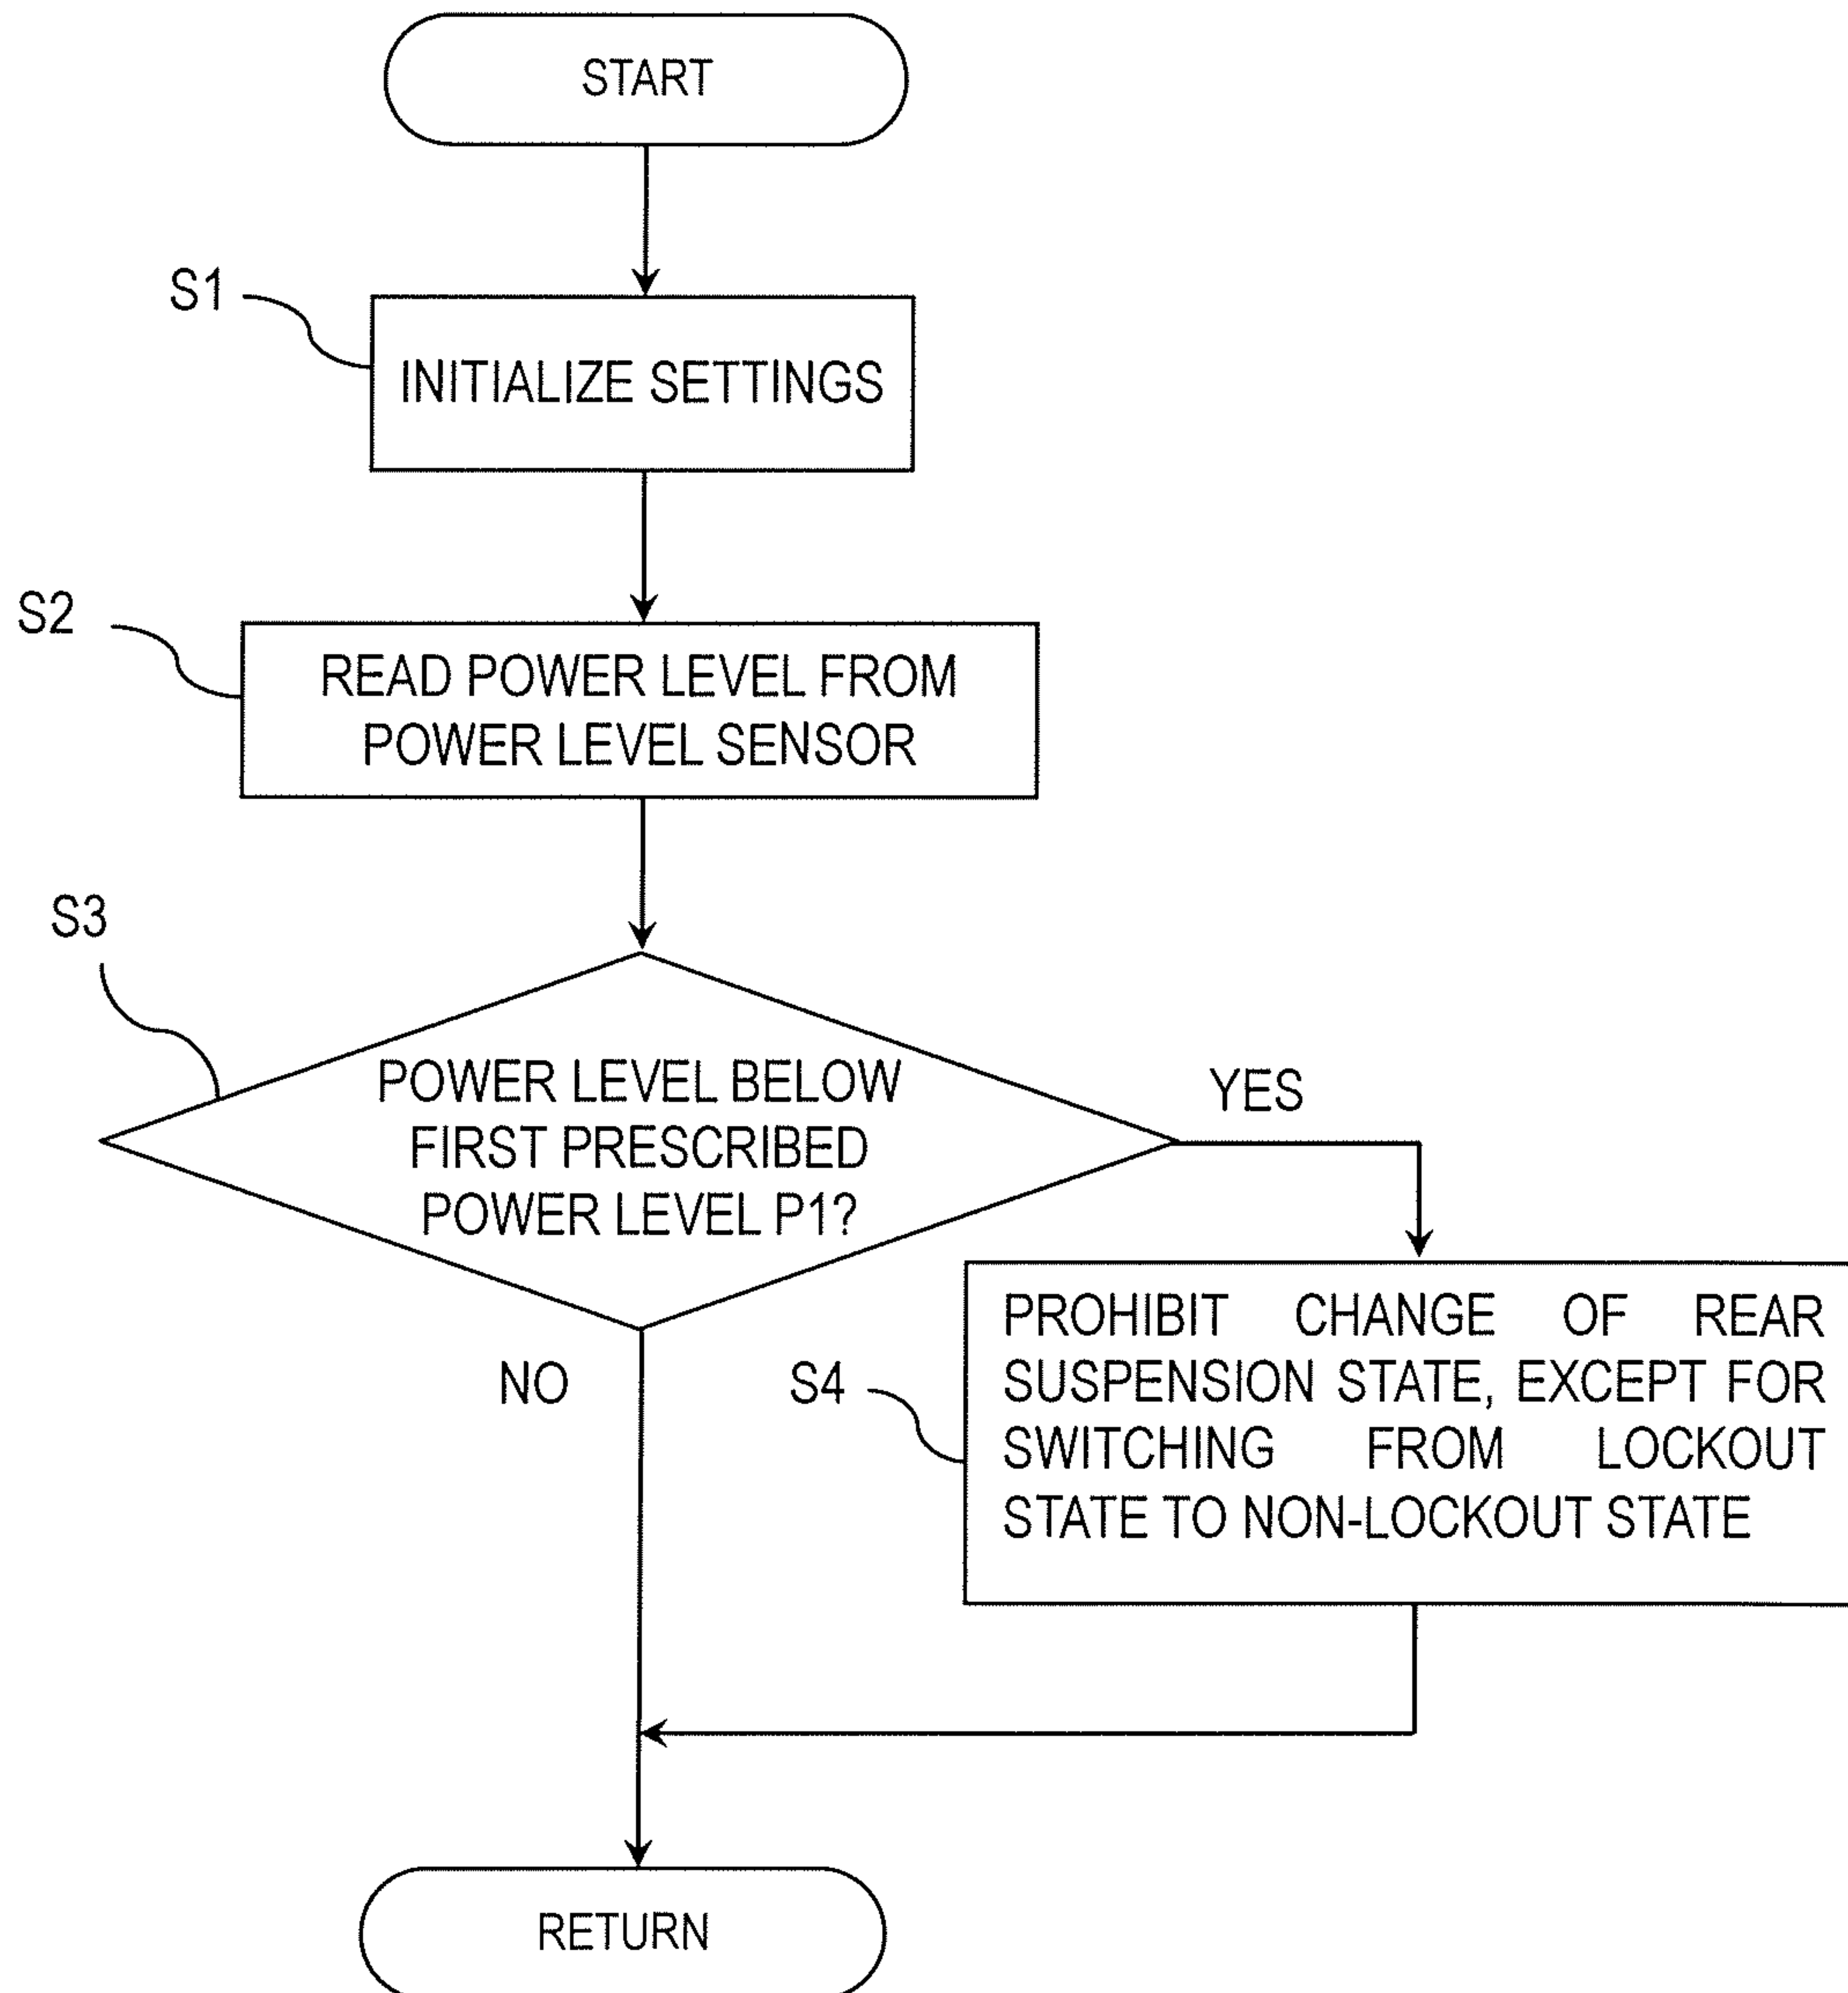 START
S1
INITIALIZE SETTINGS
S2
READ POWER LEVEL FROM
POWER LEVEL SENSOR
S3
POWER LEVEL BELOW
FIRST PRESCRIBED
POWER LEVEL P1?
YES
NO
S4
PROHIBIT CHANGE OF REAR
SUSPENSION STATE, EXCEPT FOR
SWITCHING FROM LOCKOUT
STATE TO NON-LOCKOUT STATE
RETURN